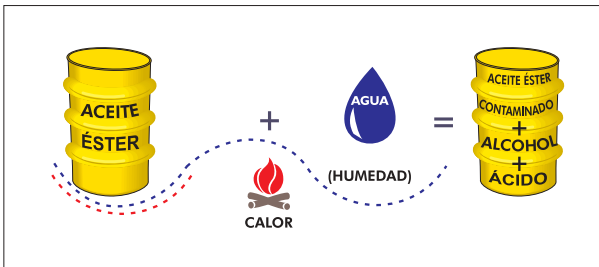 ACEITE
ÉSTER
+
CALOR
AGUA
(HUMEDAD)
=
ACEITE ÉSTER
CONTAMINADO
+
ALCOHOL
+
ÁCIDO